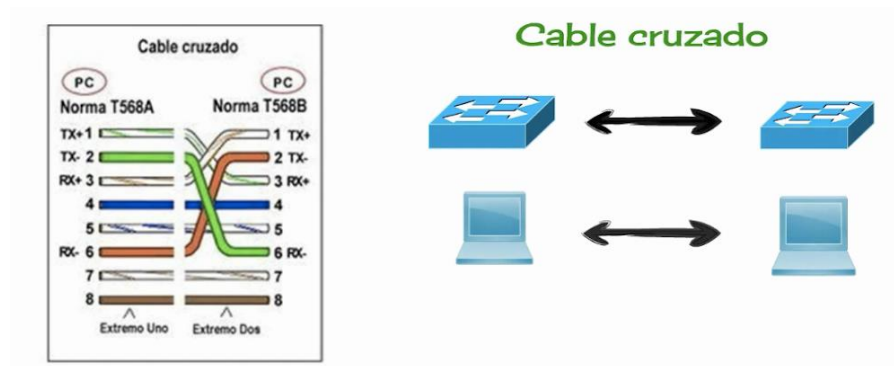 Cable cruzado
PC PC
Norma T568A Norma T568B
TX+ 1 1 TX+
TX- 2 2 TX-
RX+ 3 3 RX+
4 4
5 5
RX- 6 6 RX-
7 7
8 8
Extremo Uno Extremo Dos
Cable cruzado